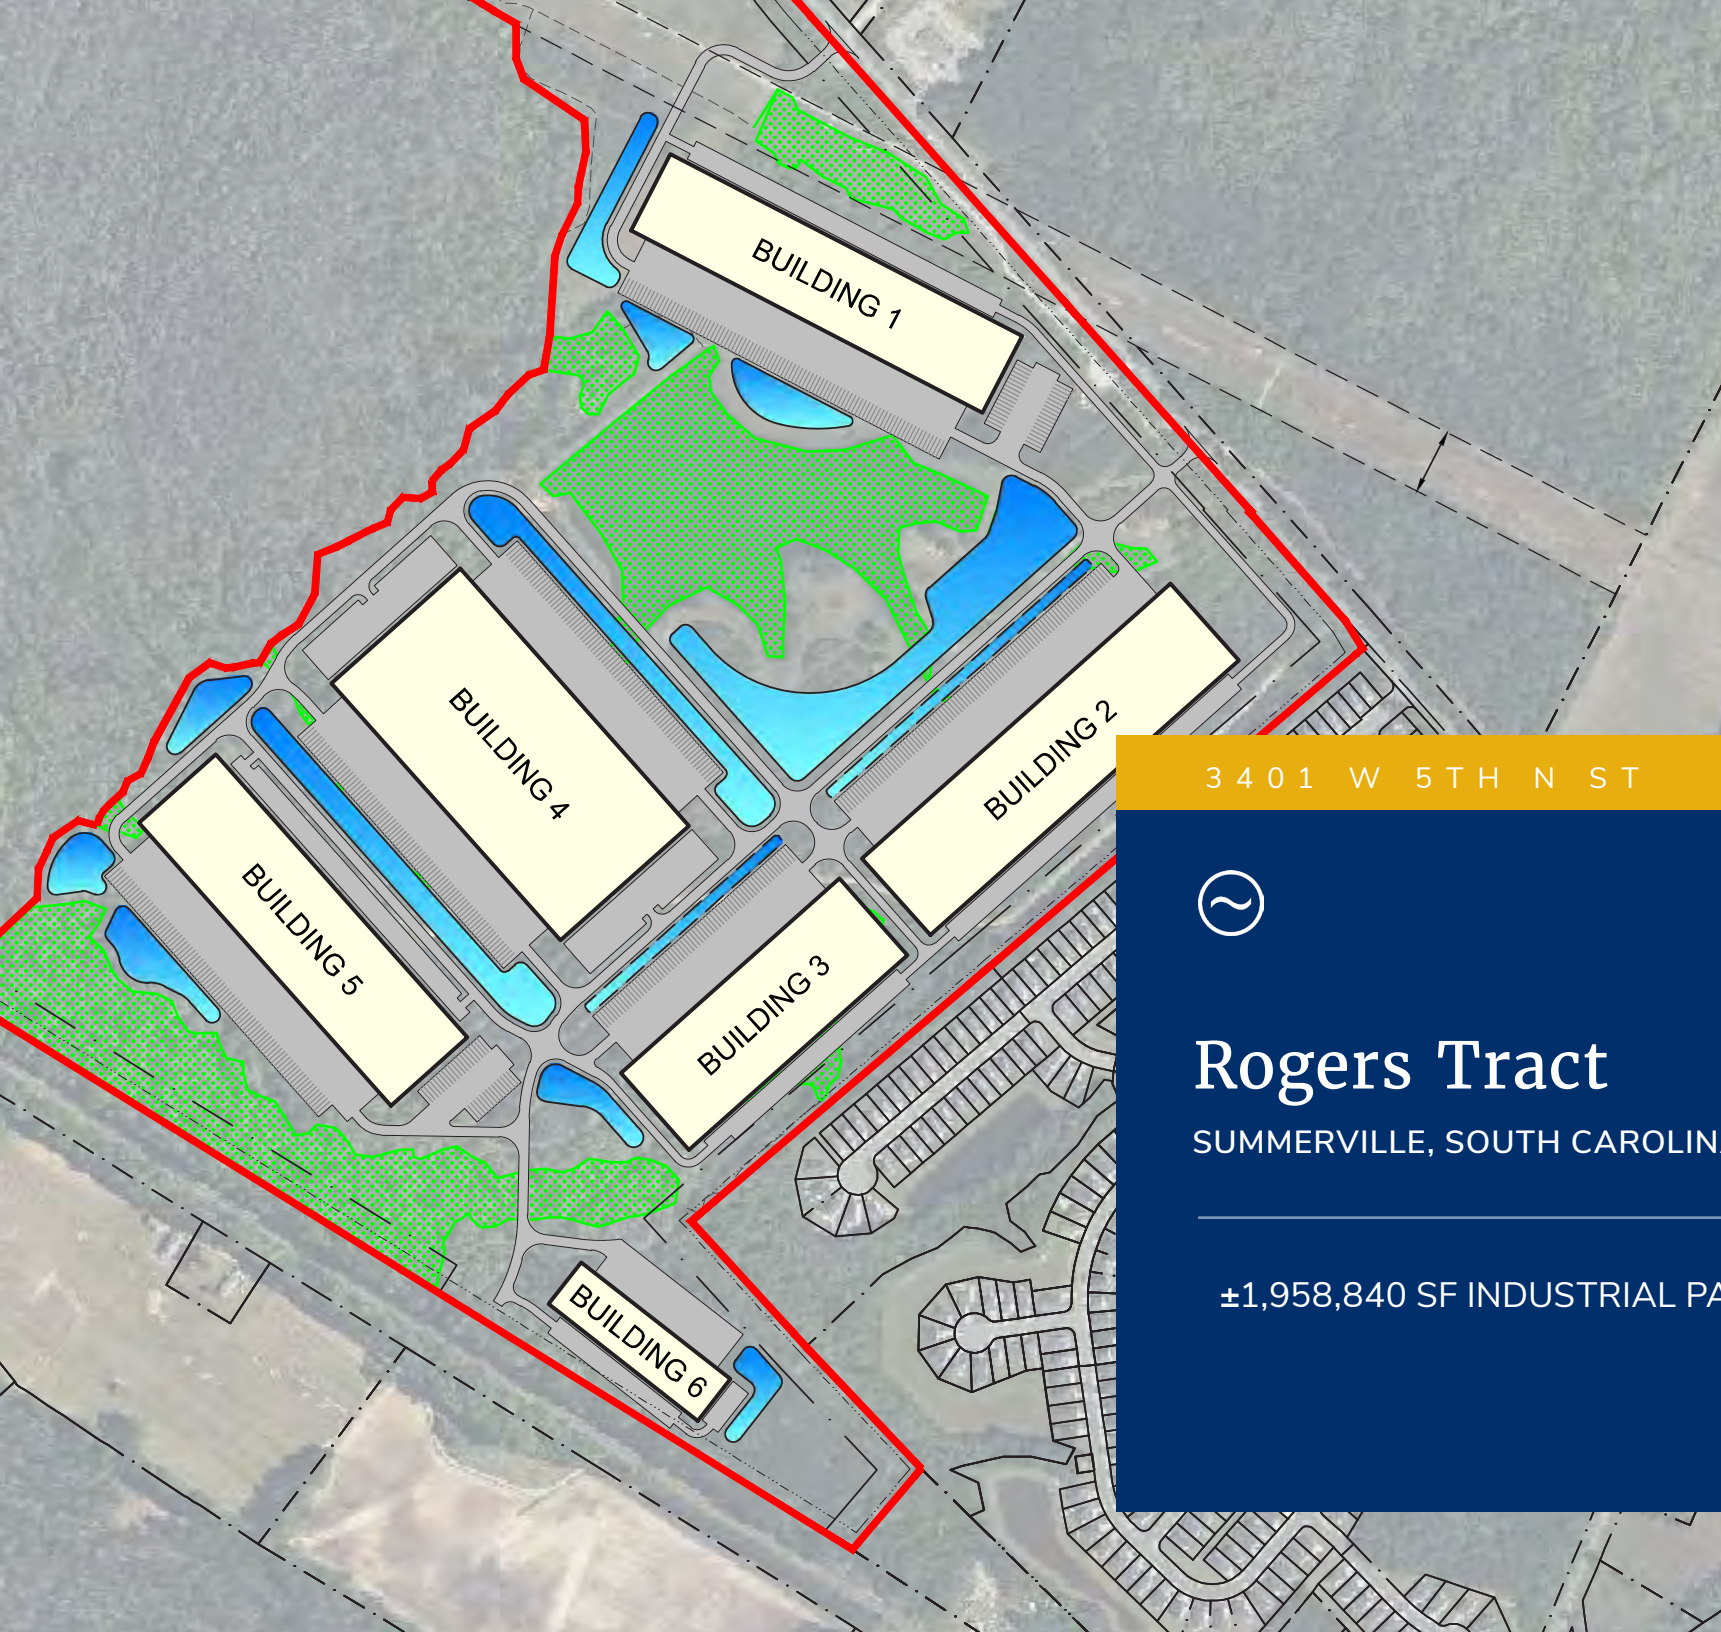 BUILDING 1
BUILDING 2
BUILDING 4
BUILDING 5
BUILDING 3
BUILDING 6
3401 W 5TH N ST
Rogers Tract
SUMMERVILLE, SOUTH CAROLIN
±1,958,840 SF INDUSTRIAL PA